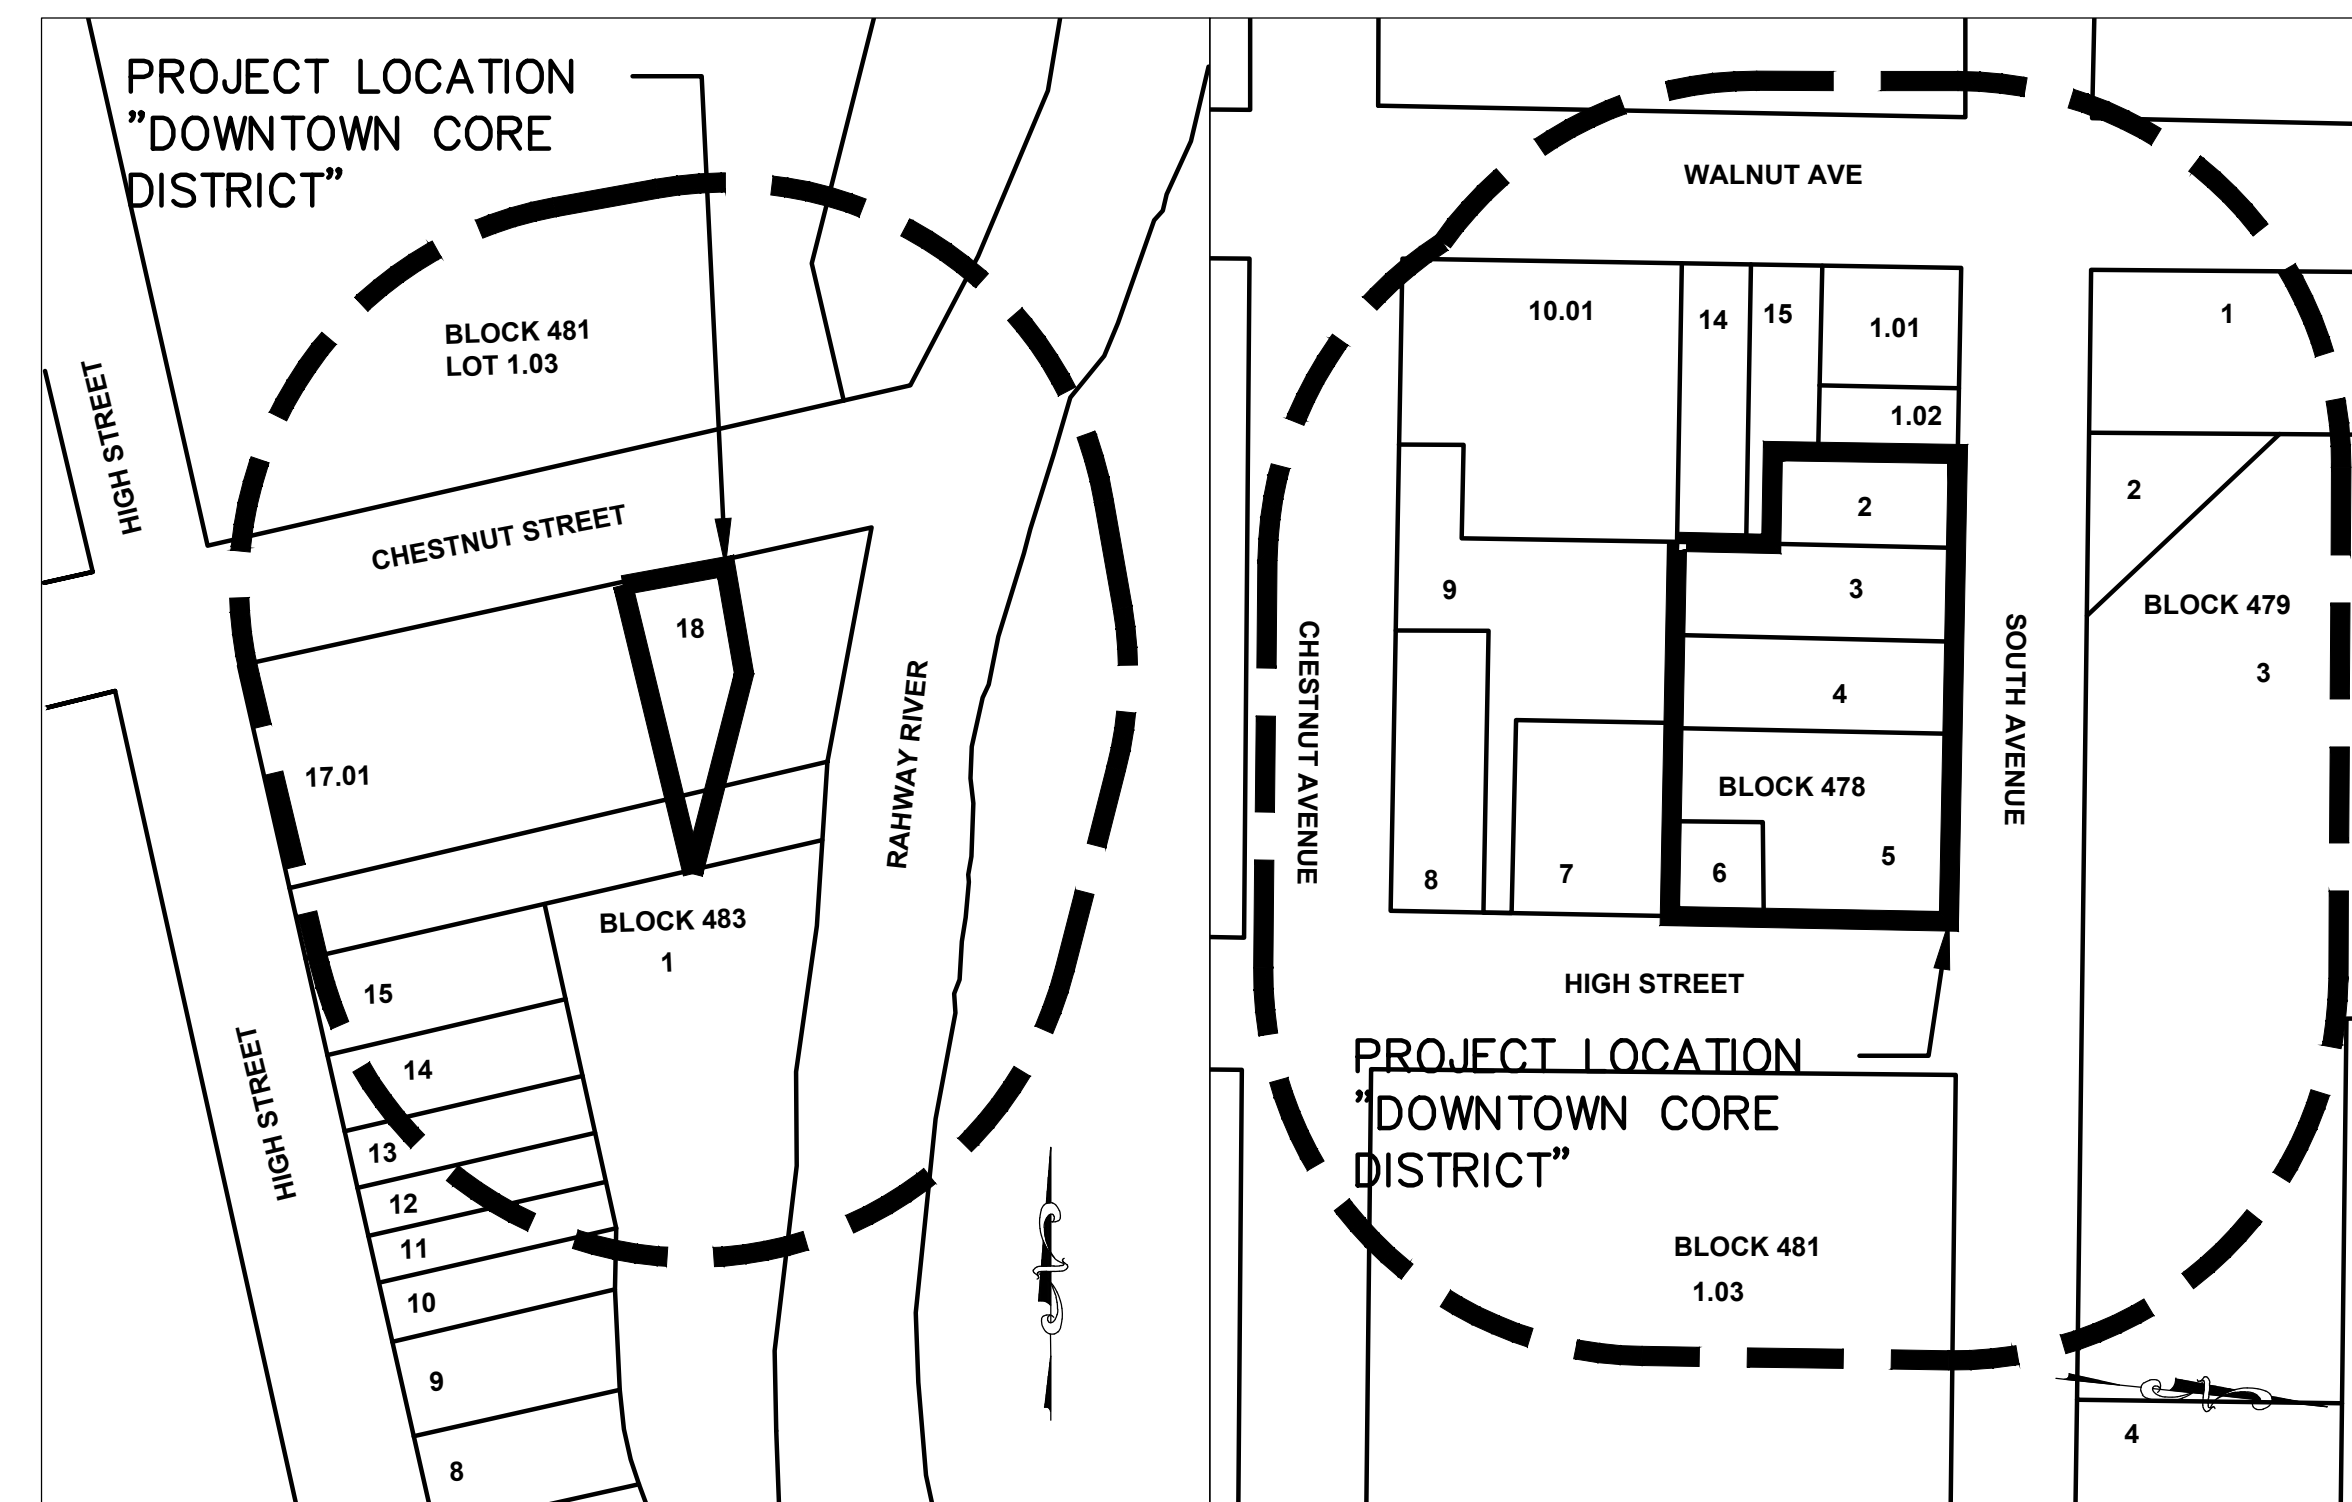 PROJECT LOCATION
"DOWNTOWN CORE
DISTRICT"
BLOCK 481
LOT 1.03
HIGH STREET
CHESTNUT STREET
18
17.01
RAHWAY RIVER
BLOCK 483
1
15
14
13
12
11
10
9
8
HIGH STREET
WALNUT AVE
10.01
14
15
1.01
1.02
1
2
2
3
9
BLOCK 479
3
CHESTNUT AVENUE
SOUTH AVENUE
4
BLOCK 478
5
6
7
8
HIGH STREET
PROJECT LOCATION
"DOWNTOWN CORE
DISTRICT"
BLOCK 481
1.03
4